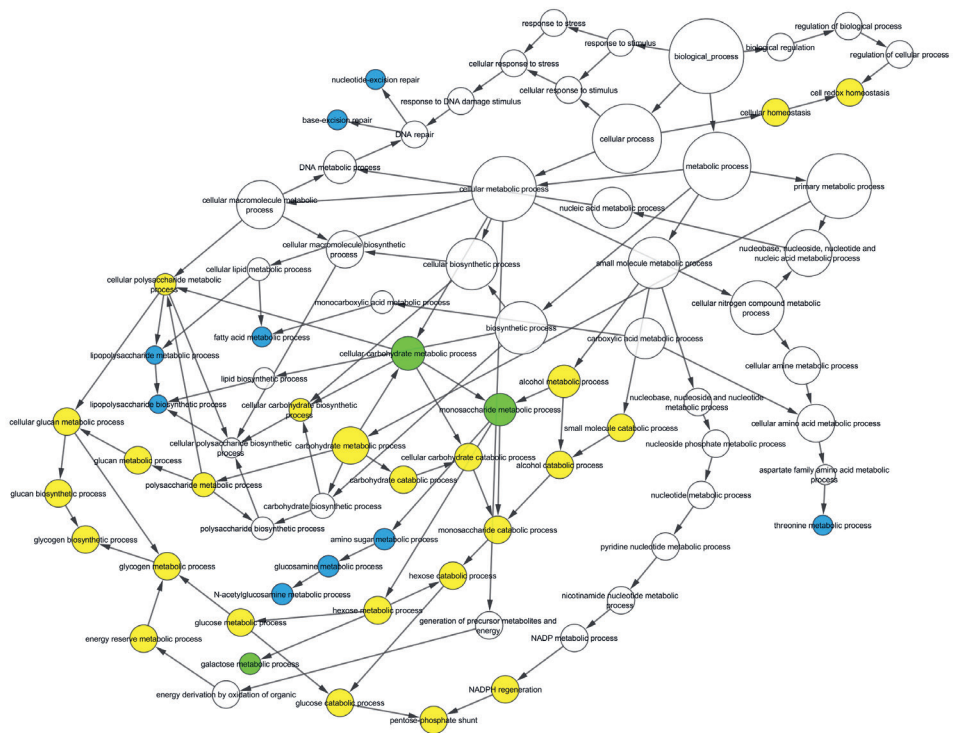 response to stress
regulation of biological process
response to stimulus
biological regulation
biological_process
regulation of cellular process
cellular response to stress
nucleotide-excision repair
cellular response to stimulus
cell redox homeostasis
response to DNA damage stimulus
cellular homeostasis
base-excision repair
DNA repair
cellular process
DNA metabolic process
metabolic process
cellular metabolic process
primary metabolic process
cellular macromolecule metabolic
process
nucleic acid metabolic process
cellular macromolecule biosynthetic
process
nucleobase, nucleoside, nucleotide and
nucleic acid metabolic process
cellular lipid metabolic process
cellular biosynthetic process
small molecule metabolic process
cellular polysaccharide metabolic
process
monocarboxylic acid metabolic process
cellular nitrogen compound metabolic
process
biosynthetic process
fatty acid metabolic process
carboxylic acid metabolic process
lipopolysaccharide metabolic process
cellular carbohydrate metabolic process
cellular amine metabolic process
lipid biosynthetic process
alcohol metabolic process
nucleobase, nucleoside and nucleotide
metabolic process
lipopolysaccharide biosynthetic process
cellular carbohydrate biosynthetic
process
monosaccharide metabolic process
cellular glucan metabolic process
small molecule catabolic process
cellular amino acid metabolic process
cellular polysaccharide biosynthetic
process
carbohydrate metabolic process
nucleoside phosphate metabolic process
glucan metabolic process
cellular carbohydrate catabolic process
alcohol catabolic process
aspartate family amino acid metabolic
process
polysaccharide metabolic process
carbohydrate catabolic process
glucan biosynthetic process
carbohydrate biosynthetic process
nucleotide metabolic process
polysaccharide biosynthetic process
monosaccharide catabolic process
threonine metabolic process
glycogen biosynthetic process
amino sugar metabolic process
pyridine nucleotide metabolic process
glycogen metabolic process
glucosamine metabolic process
hexose catabolic process
N-acetylglucosamine metabolic process
nicotinamide nucleotide metabolic
process
hexose metabolic process
glucose metabolic process
generation of precursor metabolites and
energy
energy reserve metabolic process
NADP metabolic process
galactose metabolic process
energy derivation by oxidation of organic
NADPH regeneration
glucose catabolic process
pentose-phosphate shunt